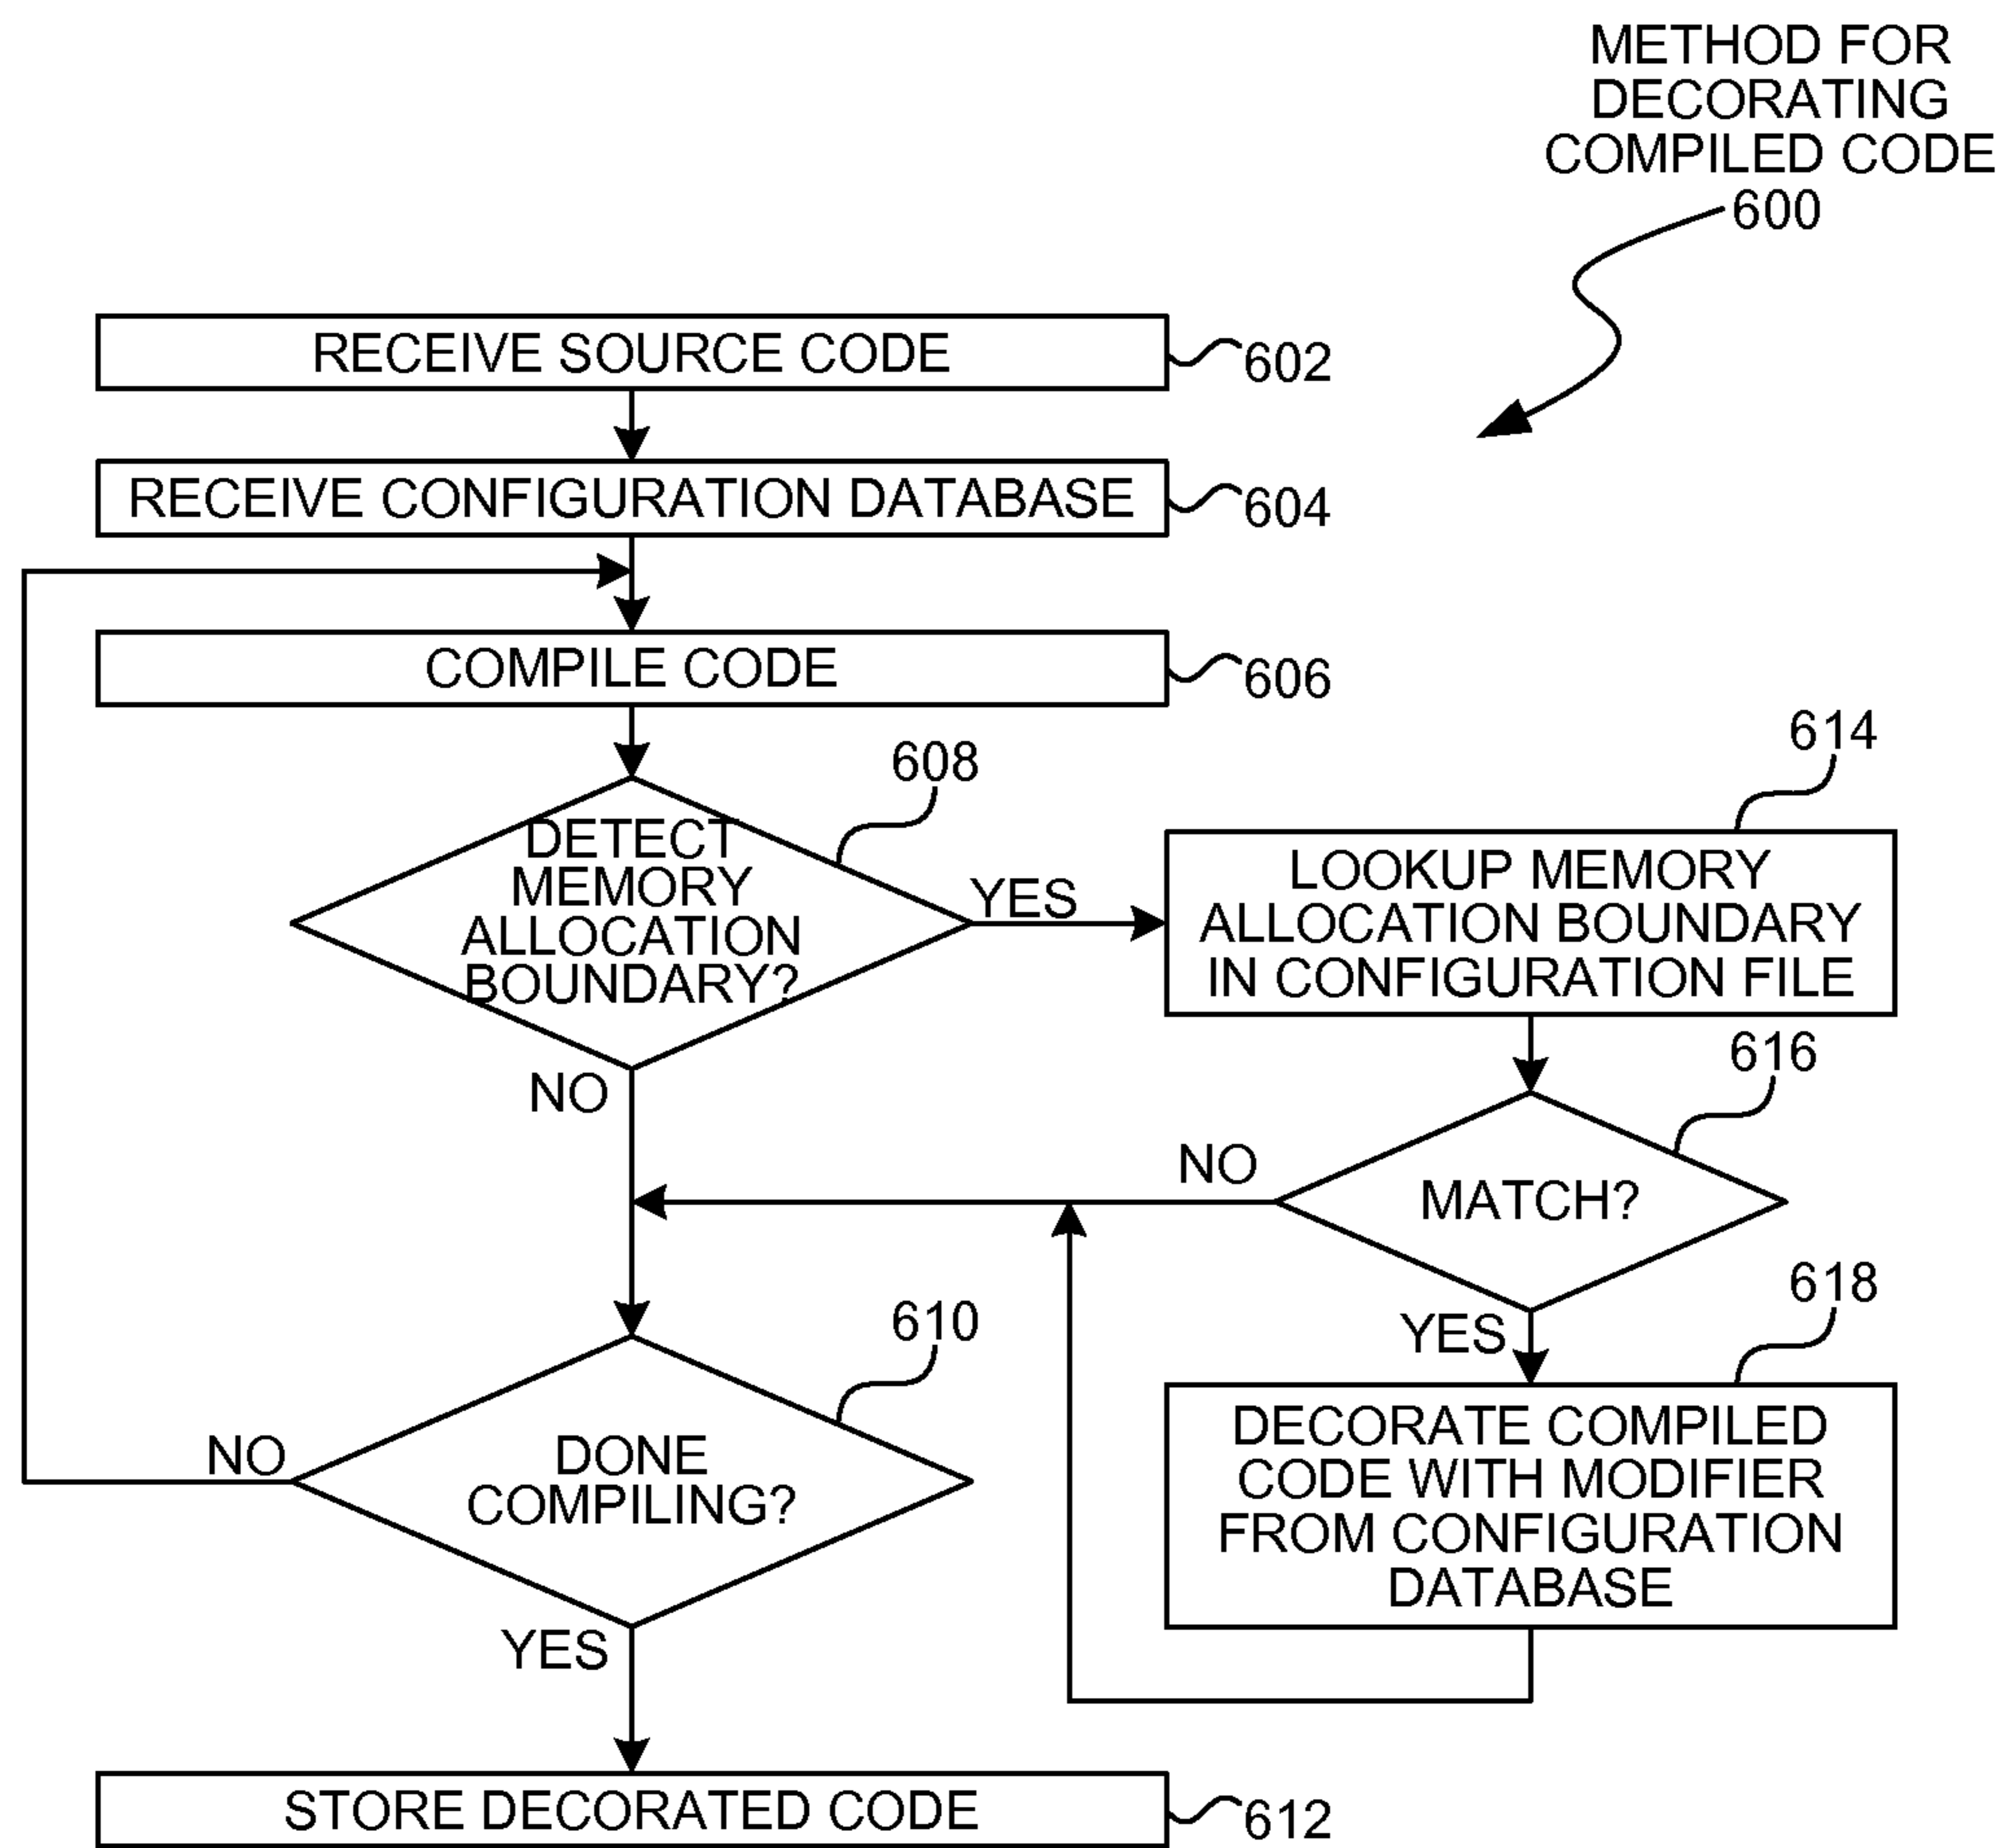 METHOD FOR
DECORATING
COMPILED CODE
600
RECEIVE SOURCE CODE
602
RECEIVE CONFIGURATION DATABASE
604
COMPILE CODE
606
608
DETECT
MEMORY
ALLOCATION
BOUNDARY?
YES
NO
614
LOOKUP MEMORY
ALLOCATION BOUNDARY
IN CONFIGURATION FILE
616
MATCH?
NO
YES
618
DECORATE COMPILED
CODE WITH MODIFIER
FROM CONFIGURATION
DATABASE
610
DONE
COMPILING?
NO
YES
STORE DECORATED CODE
612